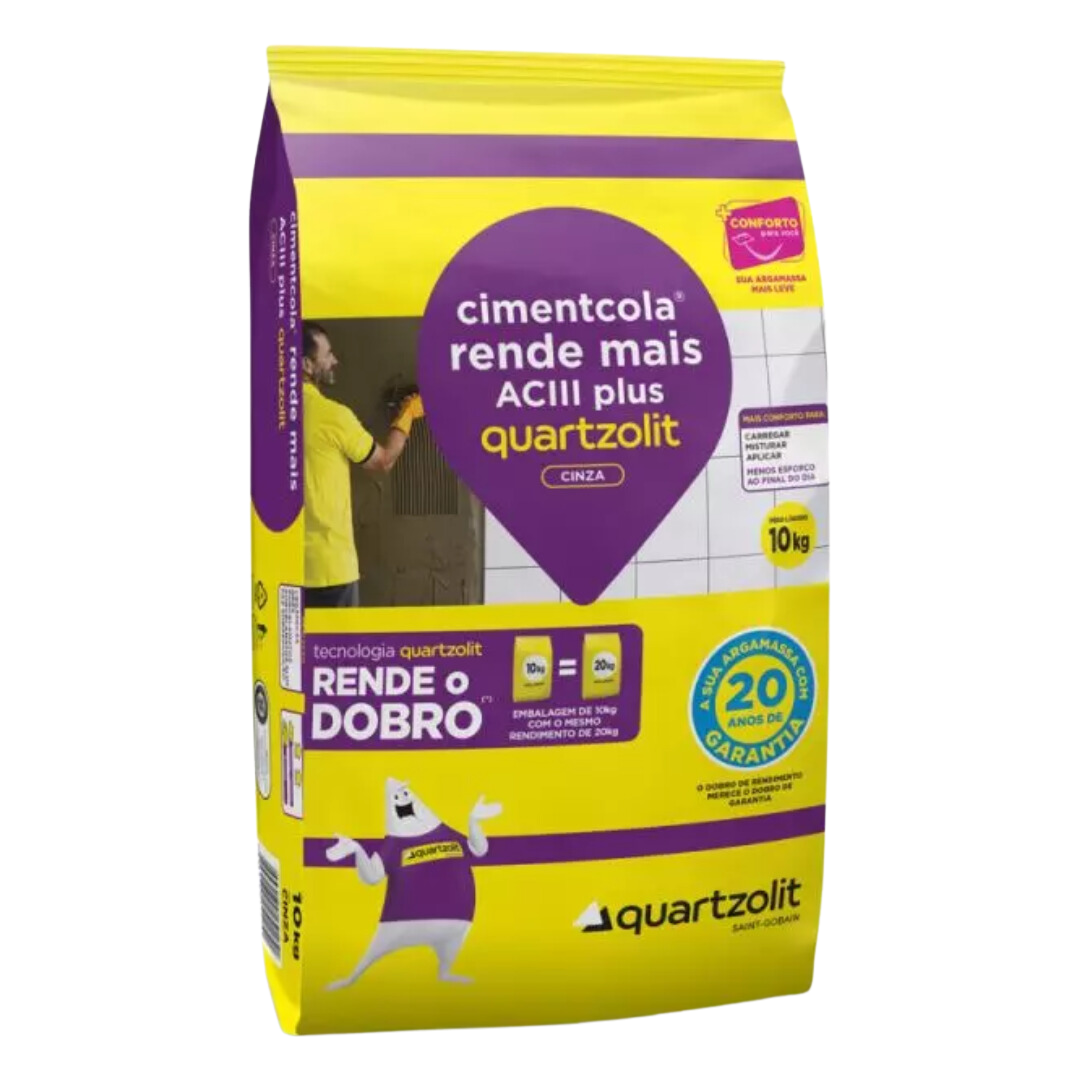 cimentcola®
rende mais
ACIII plus
quartzolit
CINZA
+CONFORTO
para você
SUA ARGAMASSA
MAIS LEVE
MAIS CONFORTO PARA
CARREGAR
MISTURAR
APLICAR
MENOS ESFORÇO
AO FINAL DO DIA
PESO LÍQUIDO
10kg
tecnologia quartzolit
RENDE O
DOBRO(*)
10kg = 20kg
EMBALAGEM DE 10kg
COM O MESMO
RENDIMENTO DE 20kg
A SUA ARGAMASSA COM
20
ANOS DE
GARANTIA
O DOBRO DE RENDIMENTO
MERECE O DOBRO DE
GARANTIA
quartzolit
quartzolit
SAINT-GOBAIN
cimentcola® rende mais
ACIII plus quartzolit
CINZA
10kg
CINZA